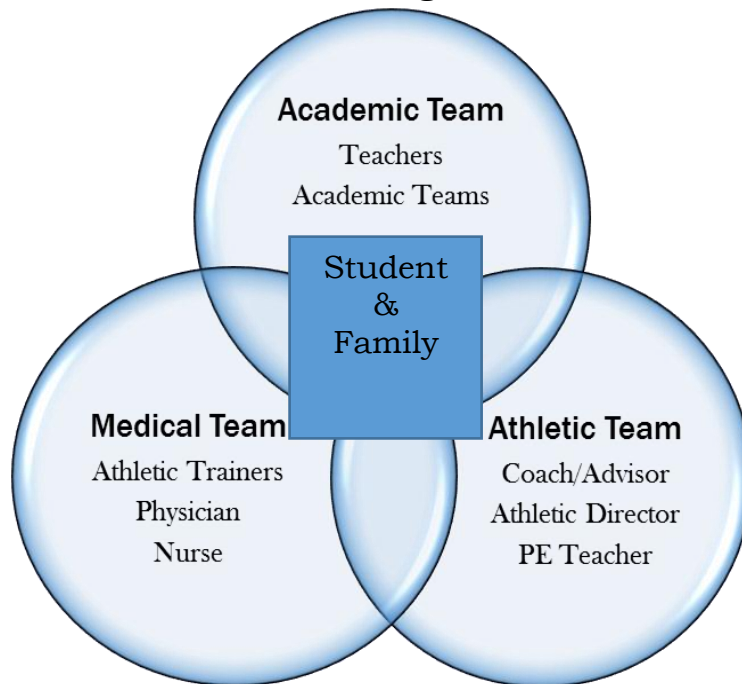 Academic Team
Teachers
Academic Teams
Student
&
Family
Medical Team
Athletic Trainers
Physician
Nurse
Athletic Team
Coach/Advisor
Athletic Director
PE Teacher